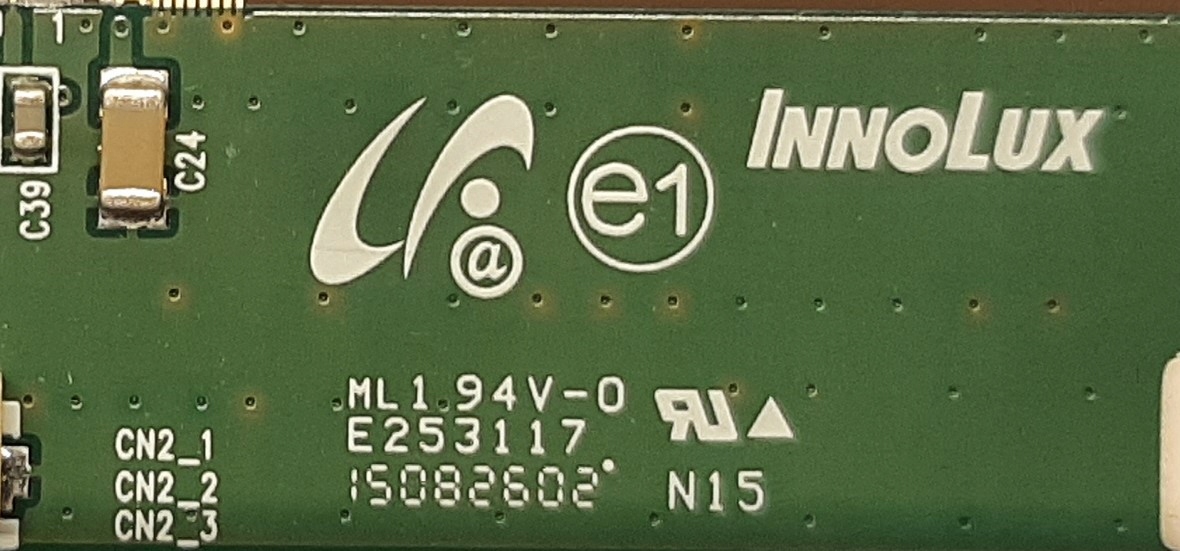 1
C39
C24
@
e1
INNOLUX
ML1.94V-0
E253117
15082602
N15
CN2_1
CN2_2
CN2_3